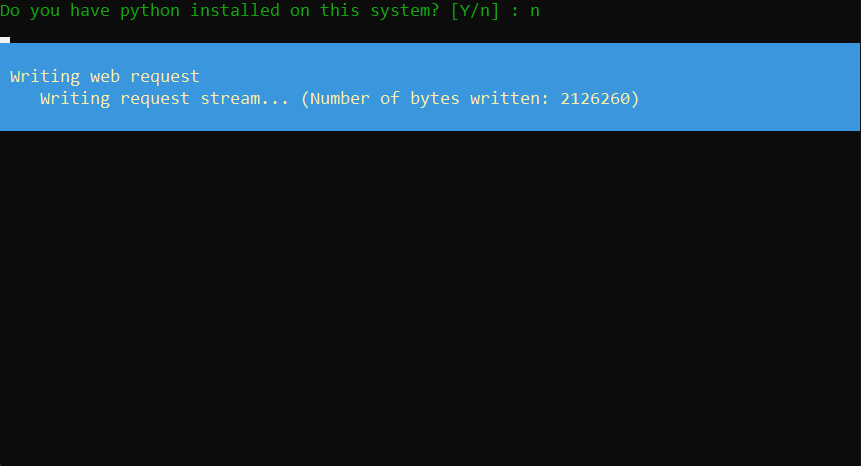 Do you have python installed on this system? [Y/n] : n
Writing web request
Writing request stream... (Number of bytes written: 2126260)